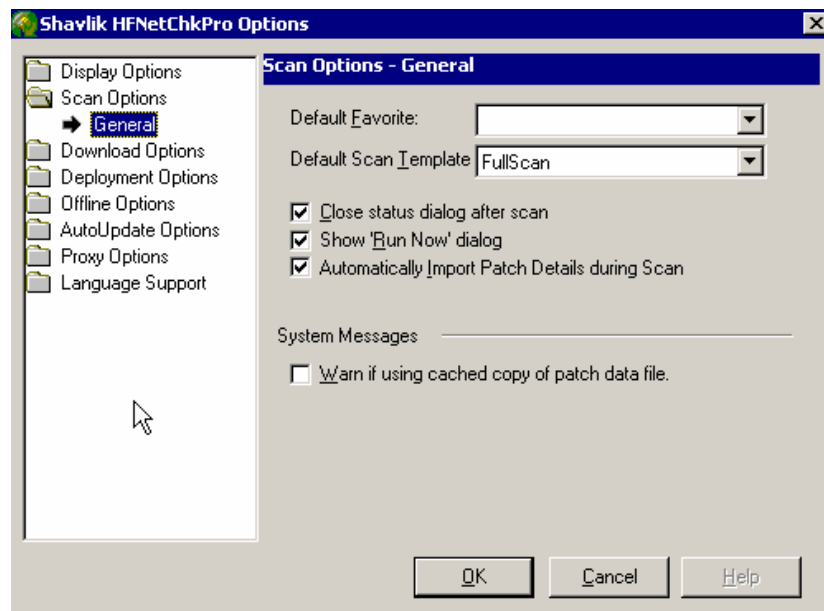 Shavlik HFNetChkPro Options
Display Options
Scan Options
General
Download Options
Deployment Options
Offline Options
AutoUpdate Options
Proxy Options
Language Support
Scan Options - General
Default Favorite:
Default Scan Template FullScan
Close status dialog after scan
Show 'Run Now' dialog
Automatically Import Patch Details during Scan
System Messages
Warn if using cached copy of patch data file.
OK Cancel Help